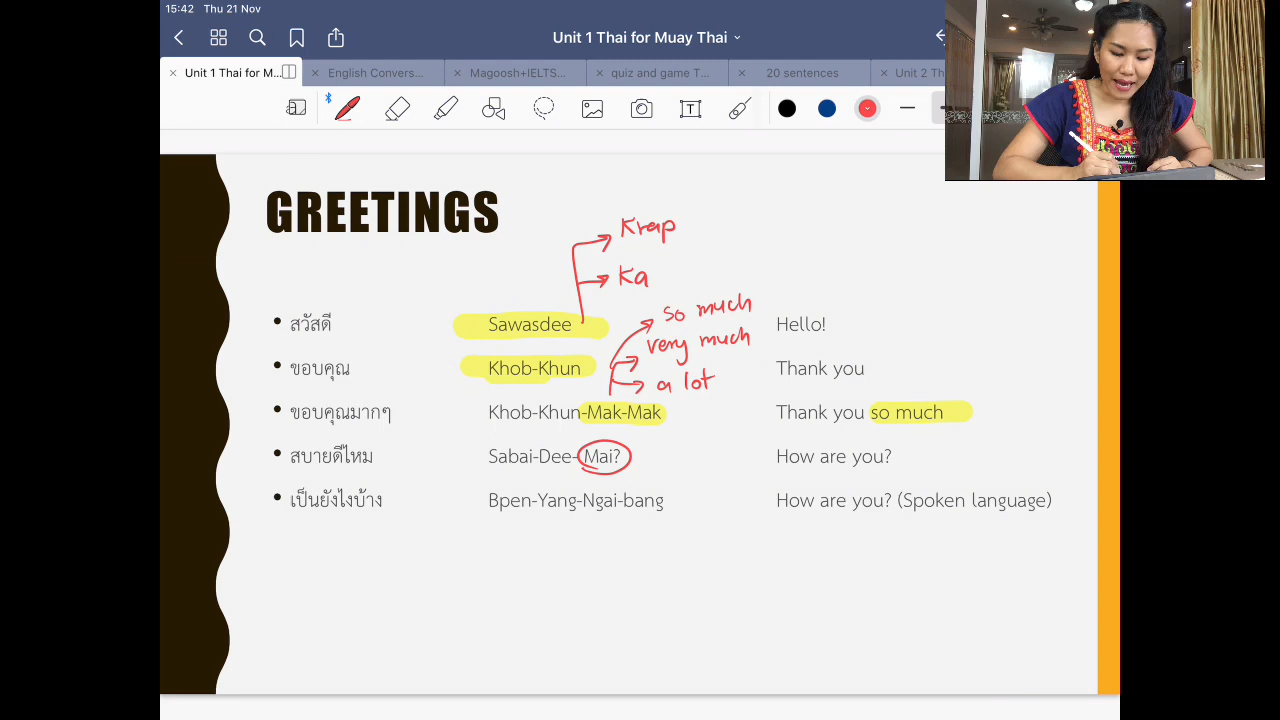 15:42 Thu 21 Nov
Unit 1 Thai for Muay Thai
Unit 1 Thai for M...
English Convers...
Magoosh+IELTS...
quiz and game T...
20 sentences
Unit 2 Th
T
GREETINGS
Krap
Ka
so much
สวัสดี Sawasdee Hello!
very much
ขอบคุณ Khob-Khun Thank you
a lot
ขอบคุณมากๆ Khob-Khun-Mak-Mak Thank you so much
สบายดีไหม Sabai-Dee-Mai? How are you?
เป็นยังไงบ้าง Bpen-Yang-Ngai-bang How are you? (Spoken language)